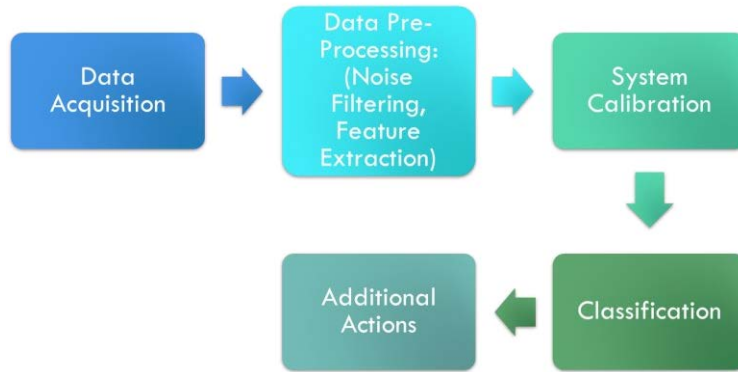 Data
Acquisition
Data Pre-
Processing:
(Noise
Filtering,
Feature
Extraction)
System
Calibration
Additional
Actions
Classification